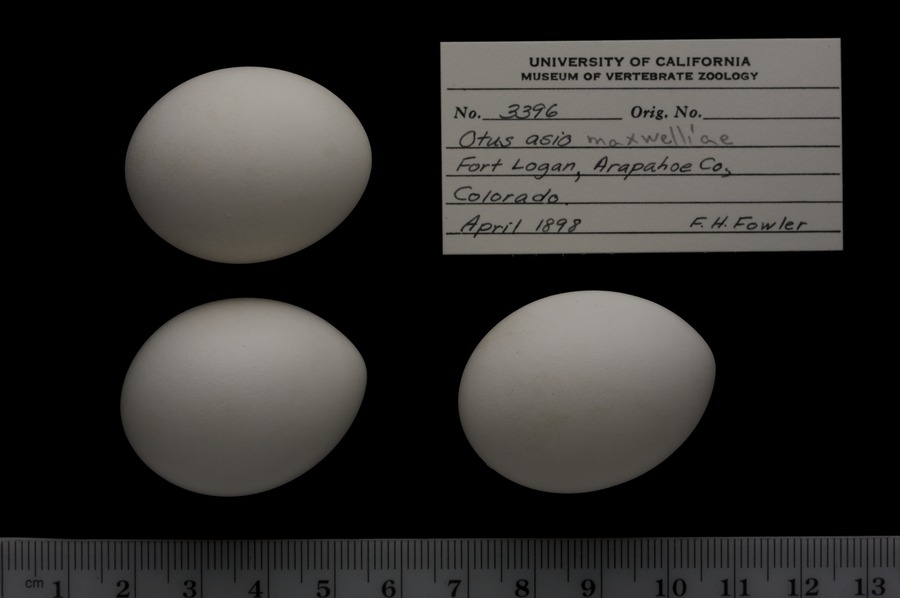 UNIVERSITY OF CALIFORNIA
MUSEUM OF VERTEBRATE ZOOLOGY
No. 3396 Orig. No.
Otus asio maxwelliae
Fort Logan, Arapahoe Co,
Colorado.
April 1898 F.H. Fowler
cm 1 2 3 4 5 6 7 8 9 10 11 12 13